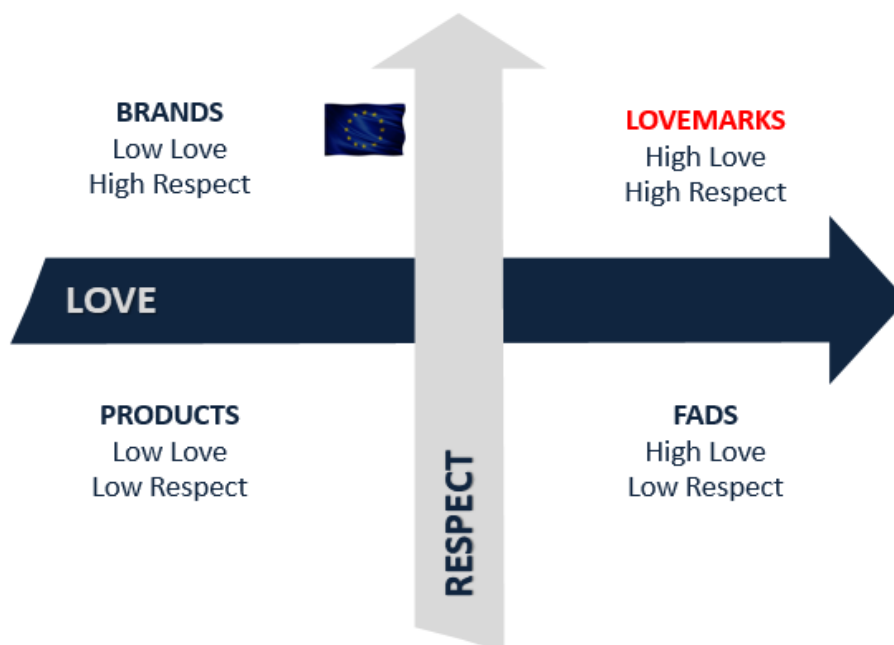 BRANDS
Low Love
High Respect
LOVEMARKS
High Love
High Respect
LOVE
PRODUCTS
Low Love
Low Respect
FADS
High Love
Low Respect
RESPECT